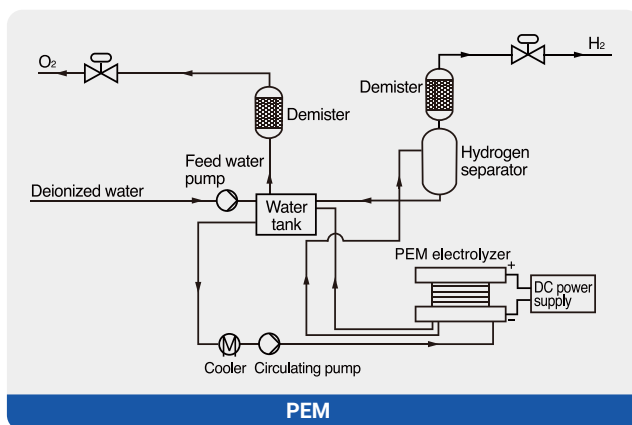 H₂
O₂
Demister
Demister
Feed water
pump
Hydrogen
separator
Deionized water
Water
tank
PEM electrolyzer
+
DC power
supply
−
M
Cooler
Circulating pump
PEM